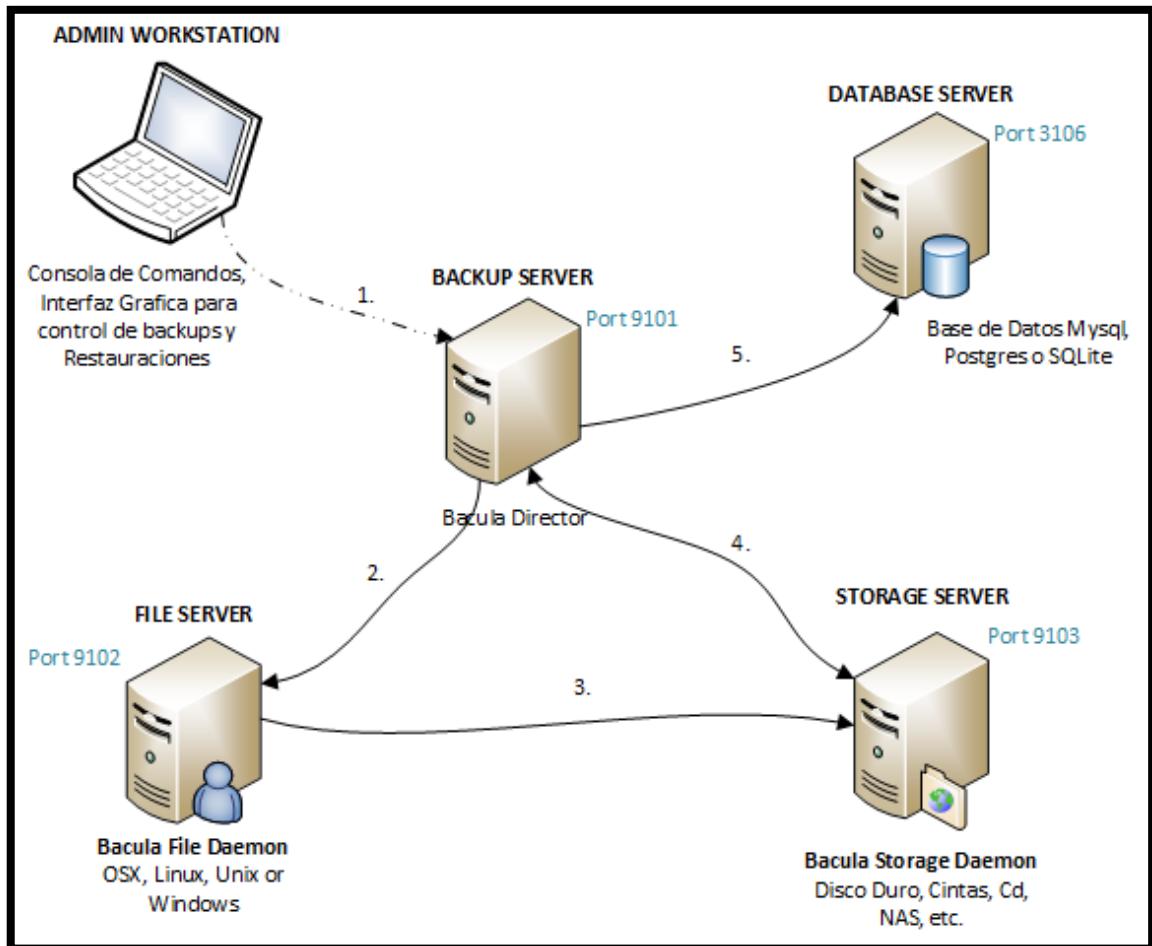 ADMIN WORKSTATION
Consola de Comandos,
Interfaz Grafica para
control de backups y
Restauraciones
1.
BACKUP SERVER
Port 9101
Bacula Director
DATABASE SERVER
Port 3106
Base de Datos Mysql,
Postgres o SQLite
5.
2.
4.
FILE SERVER
Port 9102
3.
Bacula File Daemon
OSX, Linux, Unix or
Windows
STORAGE SERVER
Port 9103
Bacula Storage Daemon
Disco Duro, Cintas, Cd,
NAS, etc.